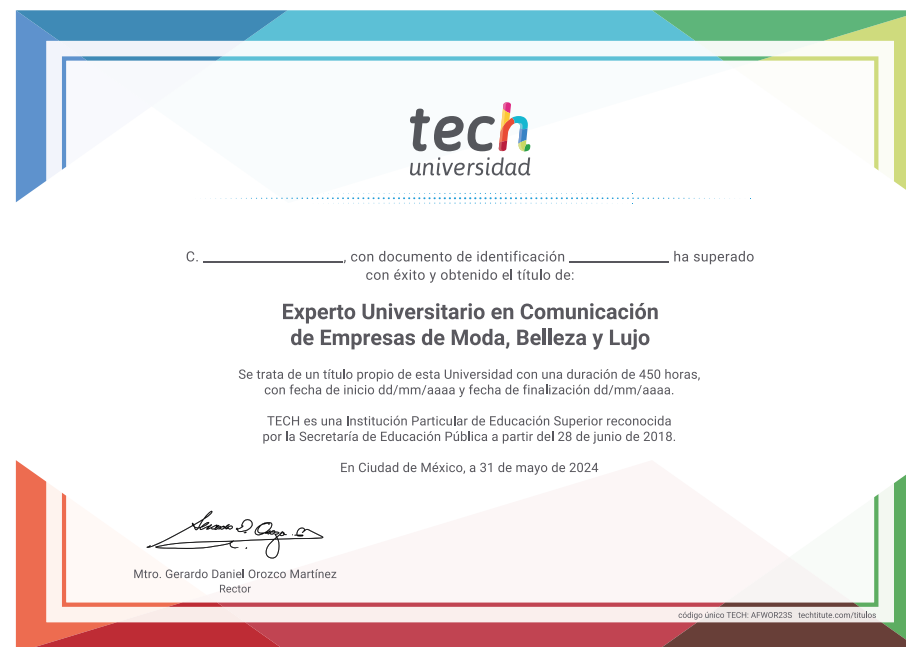 tech
universidad
C. ____________, con documento de identificación ____________ ha superado
con éxito y obtenido el título de:
Experto Universitario en Comunicación
de Empresas de Moda, Belleza y Lujo
Se trata de un título propio de esta Universidad con una duración de 450 horas,
con fecha de inicio dd/mm/aaaa y fecha de finalización dd/mm/aaaa.
TECH es una Institución Particular de Educación Superior reconocida
por la Secretaría de Educación Pública a partir del 28 de junio de 2018.
En Ciudad de México, a 31 de mayo de 2024
Mtro. Gerardo Daniel Orozco Martínez
Rector
código único TECH: AFWOR23S techtitute.com/titulos